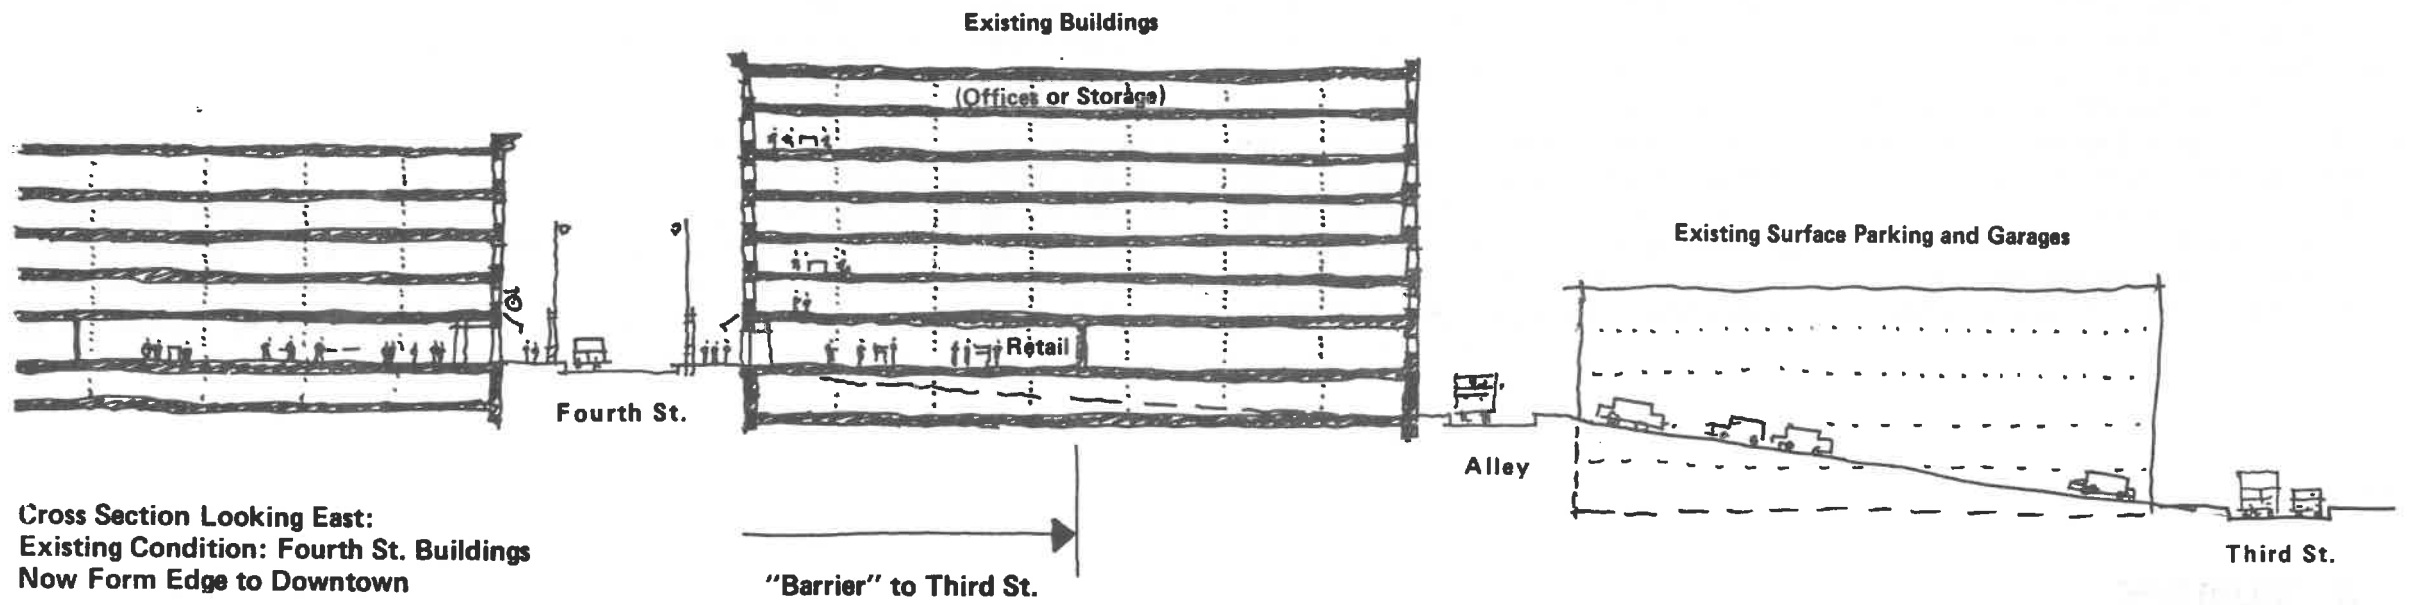 Existing Buildings
(Offices or Storage)
Existing Surface Parking and Garages
Retail
Fourth St.
Alley
Cross Section Looking East:
Existing Condition: Fourth St. Buildings
Now Form Edge to Downtown
"Barrier" to Third St.
Third St.